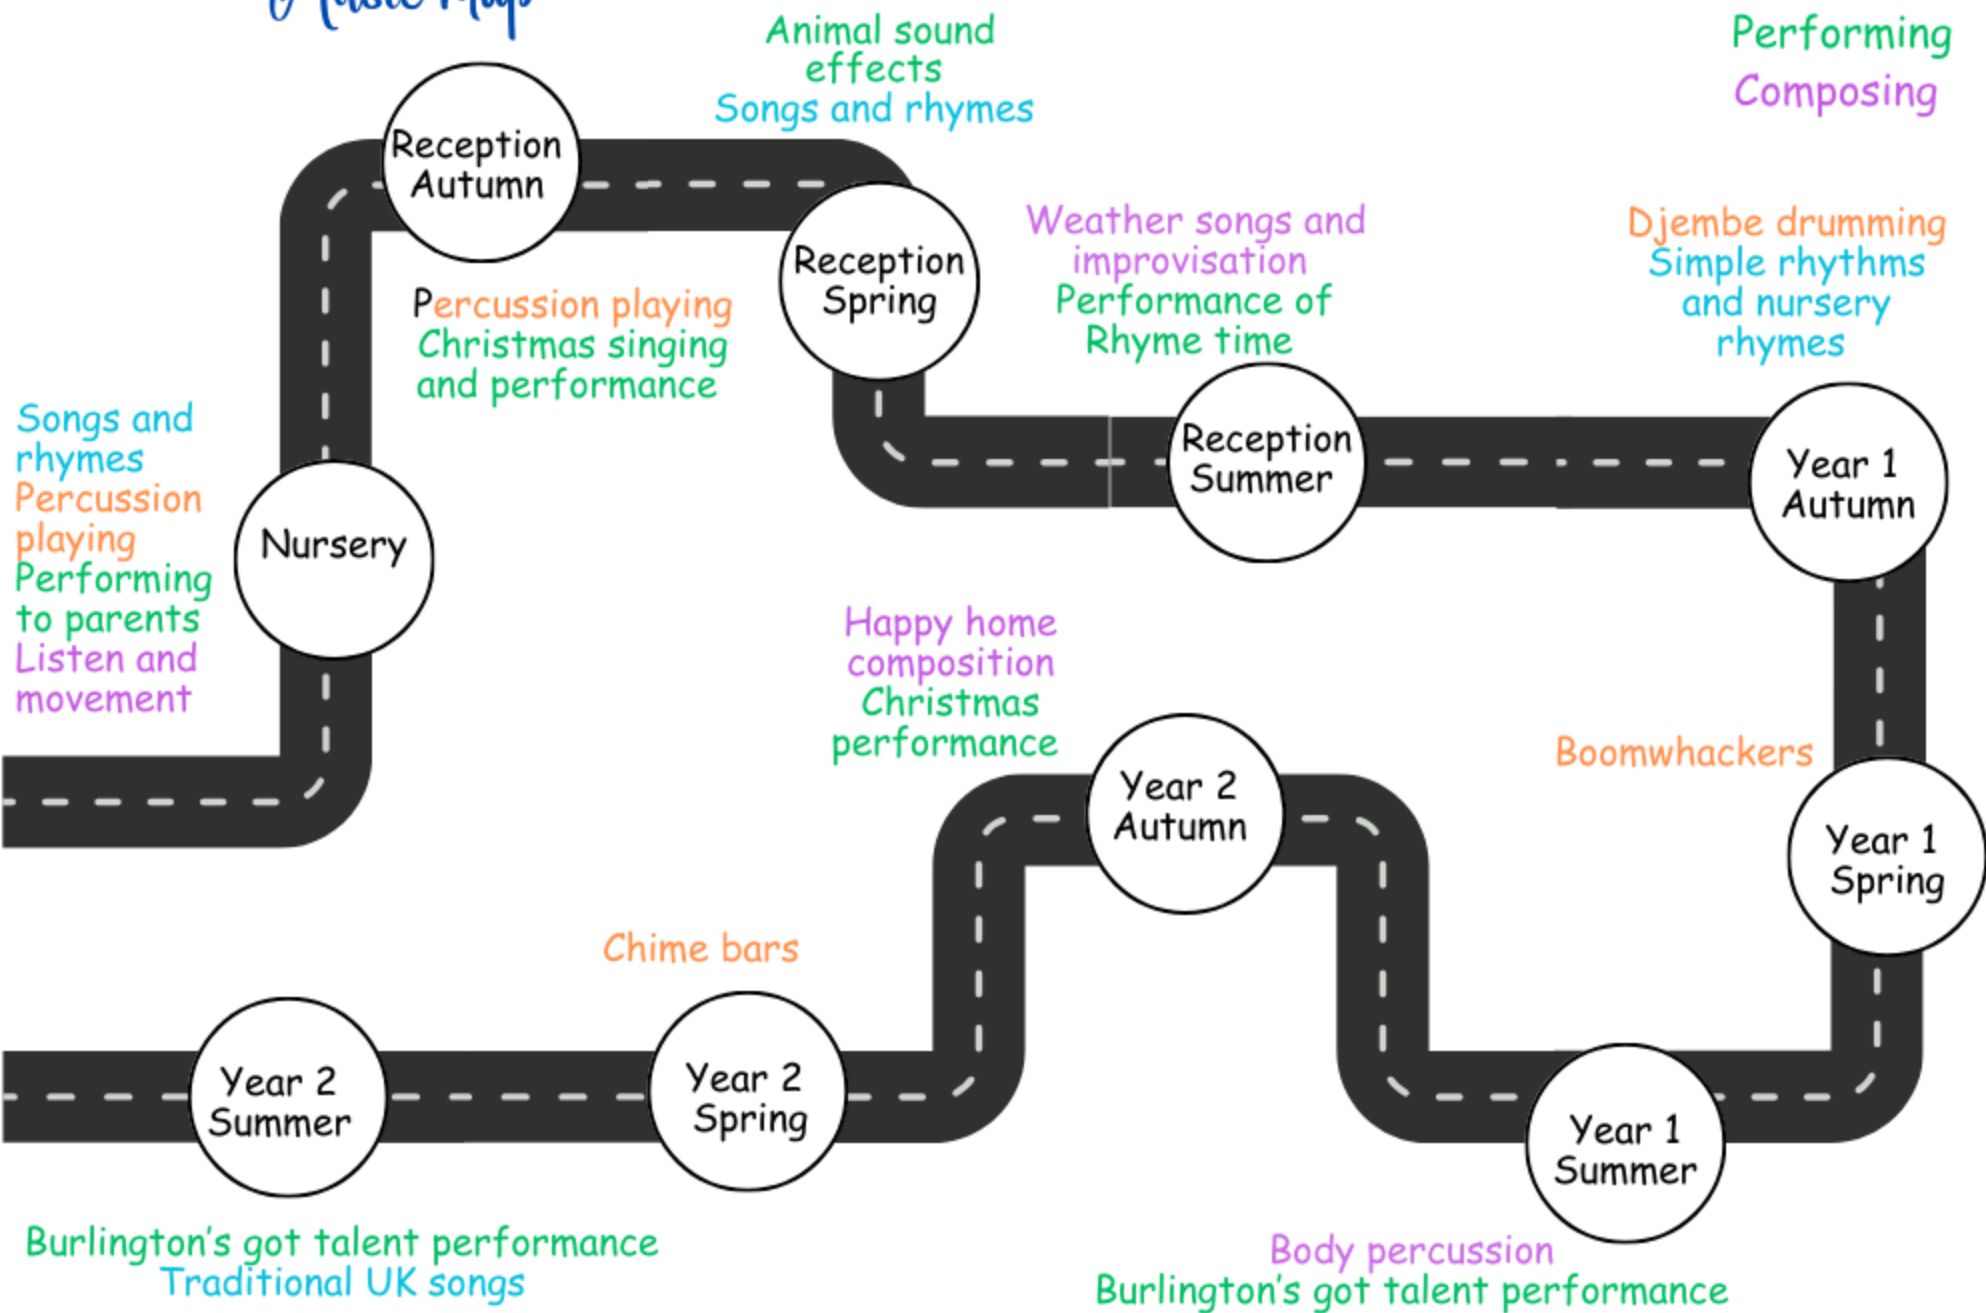 Music Map
Animal sound
effects
Songs and rhymes
Performing
Composing
Reception
Autumn
Percussion playing
Christmas singing
and performance
Reception
Spring
Weather songs and
improvisation
Performance of
Rhyme time
Djembe drumming
Simple rhythms
and nursery
rhymes
Songs and
rhymes
Percussion
playing
Performing
to parents
Listen and
movement
Nursery
Reception
Summer
Year 1
Autumn
Happy home
composition
Christmas
performance
Boomwhackers
Year 2
Autumn
Year 1
Spring
Chime bars
Year 2
Summer
Year 2
Spring
Year 1
Summer
Burlington's got talent performance
Traditional UK songs
Body percussion
Burlington's got talent performance